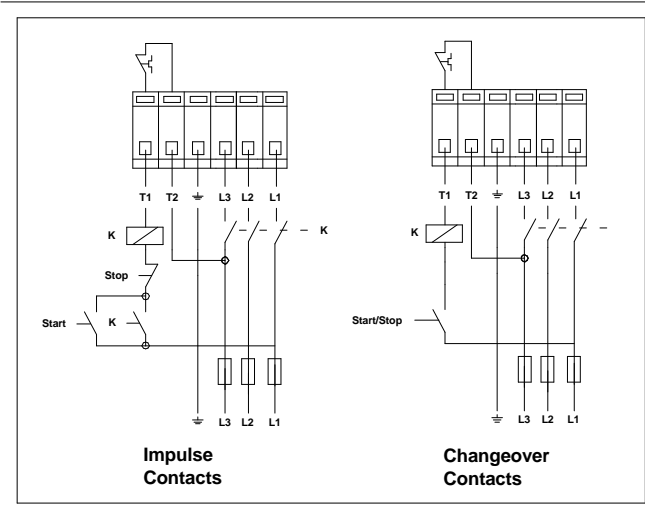 T1 T2 L3 L2 L1
K
K
Stop
Start
K
L3 L2 L1
Impulse
Contacts
T1 T2 L3 L2 L1
K
Start/Stop
L3 L2 L1
Changeover
Contacts